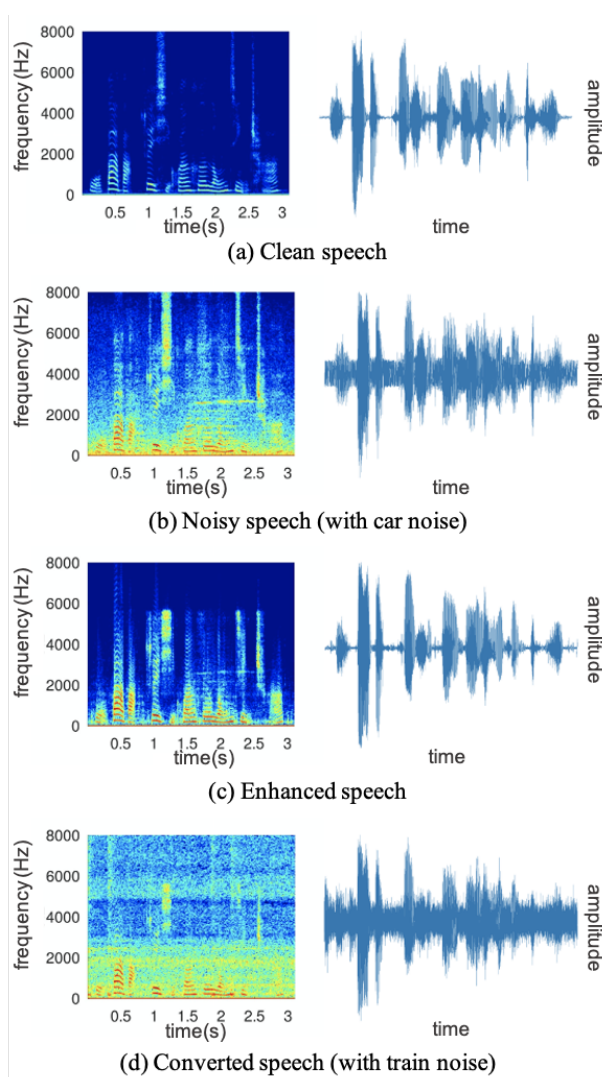 8000
6000
4000
2000
0
frequency (Hz)
0.5 1 1.5 2 2.5 3
time(s)
time
amplitude
(a) Clean speech
8000
6000
4000
2000
0
frequency (Hz)
0.5 1 1.5 2 2.5 3
time(s)
time
amplitude
(b) Noisy speech (with car noise)
8000
6000
4000
2000
0
frequency (Hz)
0.5 1 1.5 2 2.5 3
time(s)
time
amplitude
(c) Enhanced speech
8000
6000
4000
2000
0
frequency (Hz)
0.5 1 1.5 2 2.5 3
time(s)
time
amplitude
(d) Converted speech (with train noise)